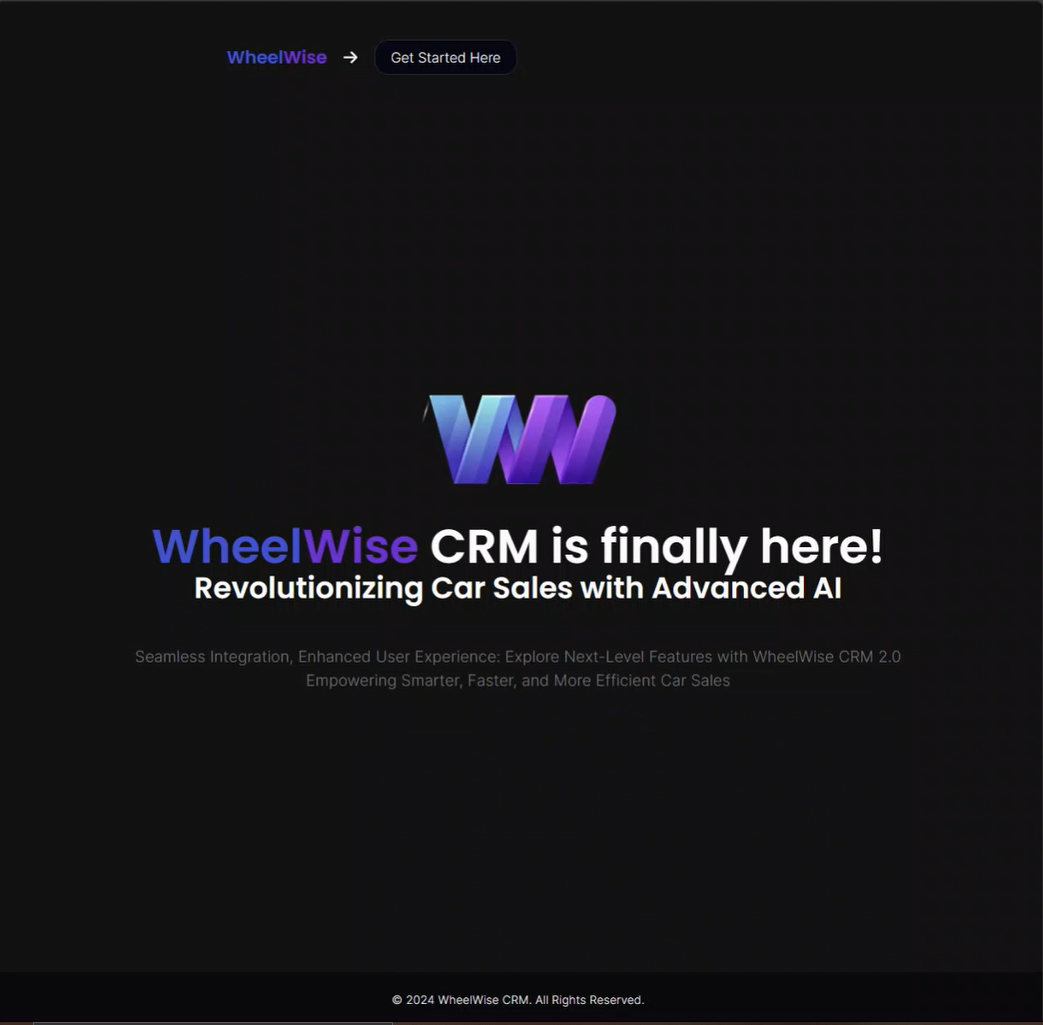 WheelWise → Get Started Here
WheelWise CRM is finally here!
Revolutionizing Car Sales with Advanced AI
Seamless Integration, Enhanced User Experience: Explore Next-Level Features with WheelWise CRM 2.0
Empowering Smarter, Faster, and More Efficient Car Sales
© 2024 WheelWise CRM. All Rights Reserved.